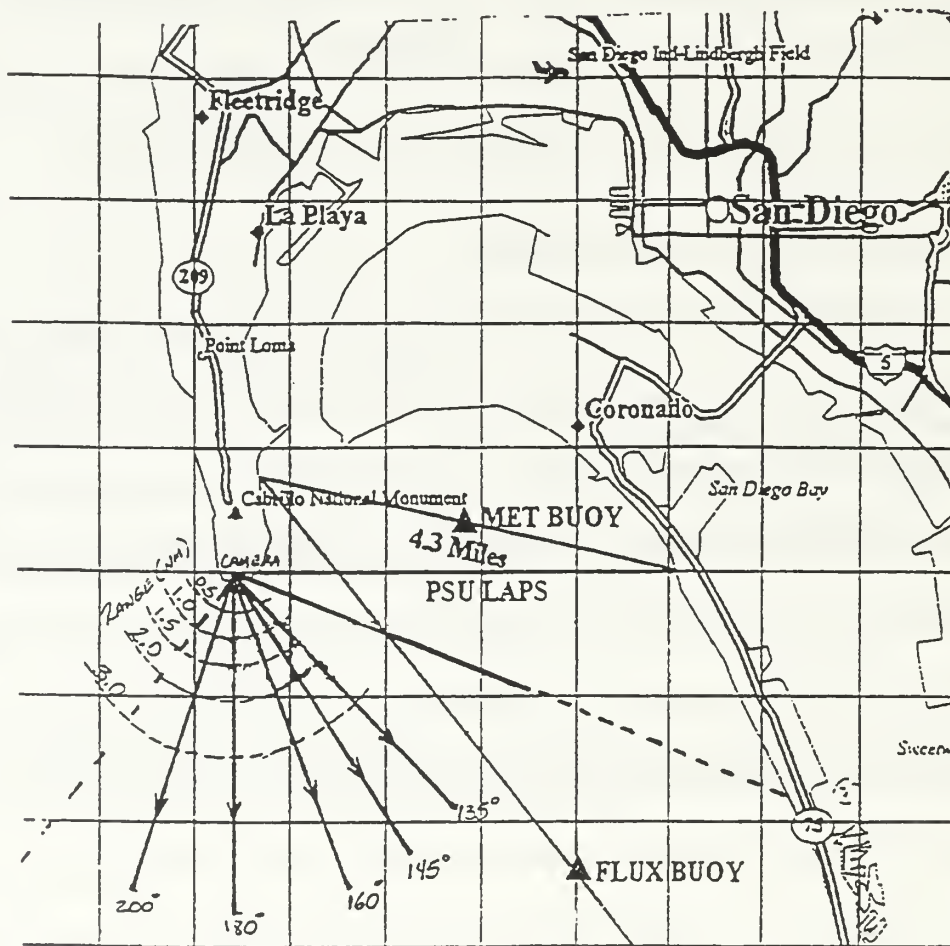 San Diego Intl-Lindbergh Field
Fleetridge
La Playa
San Diego
209
Point Loma
5
Coronado
San Diego Bay
Cabrillo National Monument
MET BUOY
4.3 Miles
CAMERA
PSU LAPS
RANGE (NM)
0.5
1.0
1.5
2.0
3.0
75
135°
145°
FLUX BUOY
160°
200°
180°